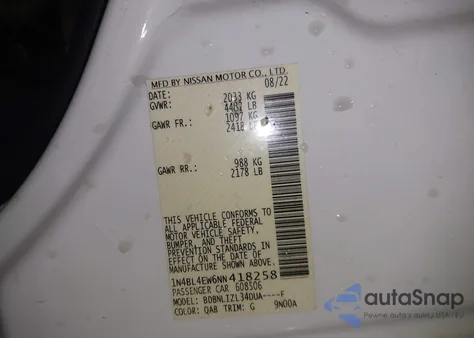 MFD BY NISSAN MOTOR CO., LTD.
DATE: 08/22
GVWR: 2033 KG
4404 LB
GAWR FR.: 1097 KG
2418 LB
GAWR RR.: 988 KG
2178 LB
THIS VEHICLE CONFORMS TO
ALL APPLICABLE FEDERAL
MOTOR VEHICLE SAFETY,
BUMPER, AND THEFT
PREVENTION STANDARDS IN
EFFECT ON THE DATE OF
MANUFACTURE SHOWN ABOVE.
1N4BL4EW6NN418258
PASSENGER CAR 608506
MODEL: BDBNLIZL34DUA----F
COLOR: QAB TRIM: G 9N00A
autoSnap